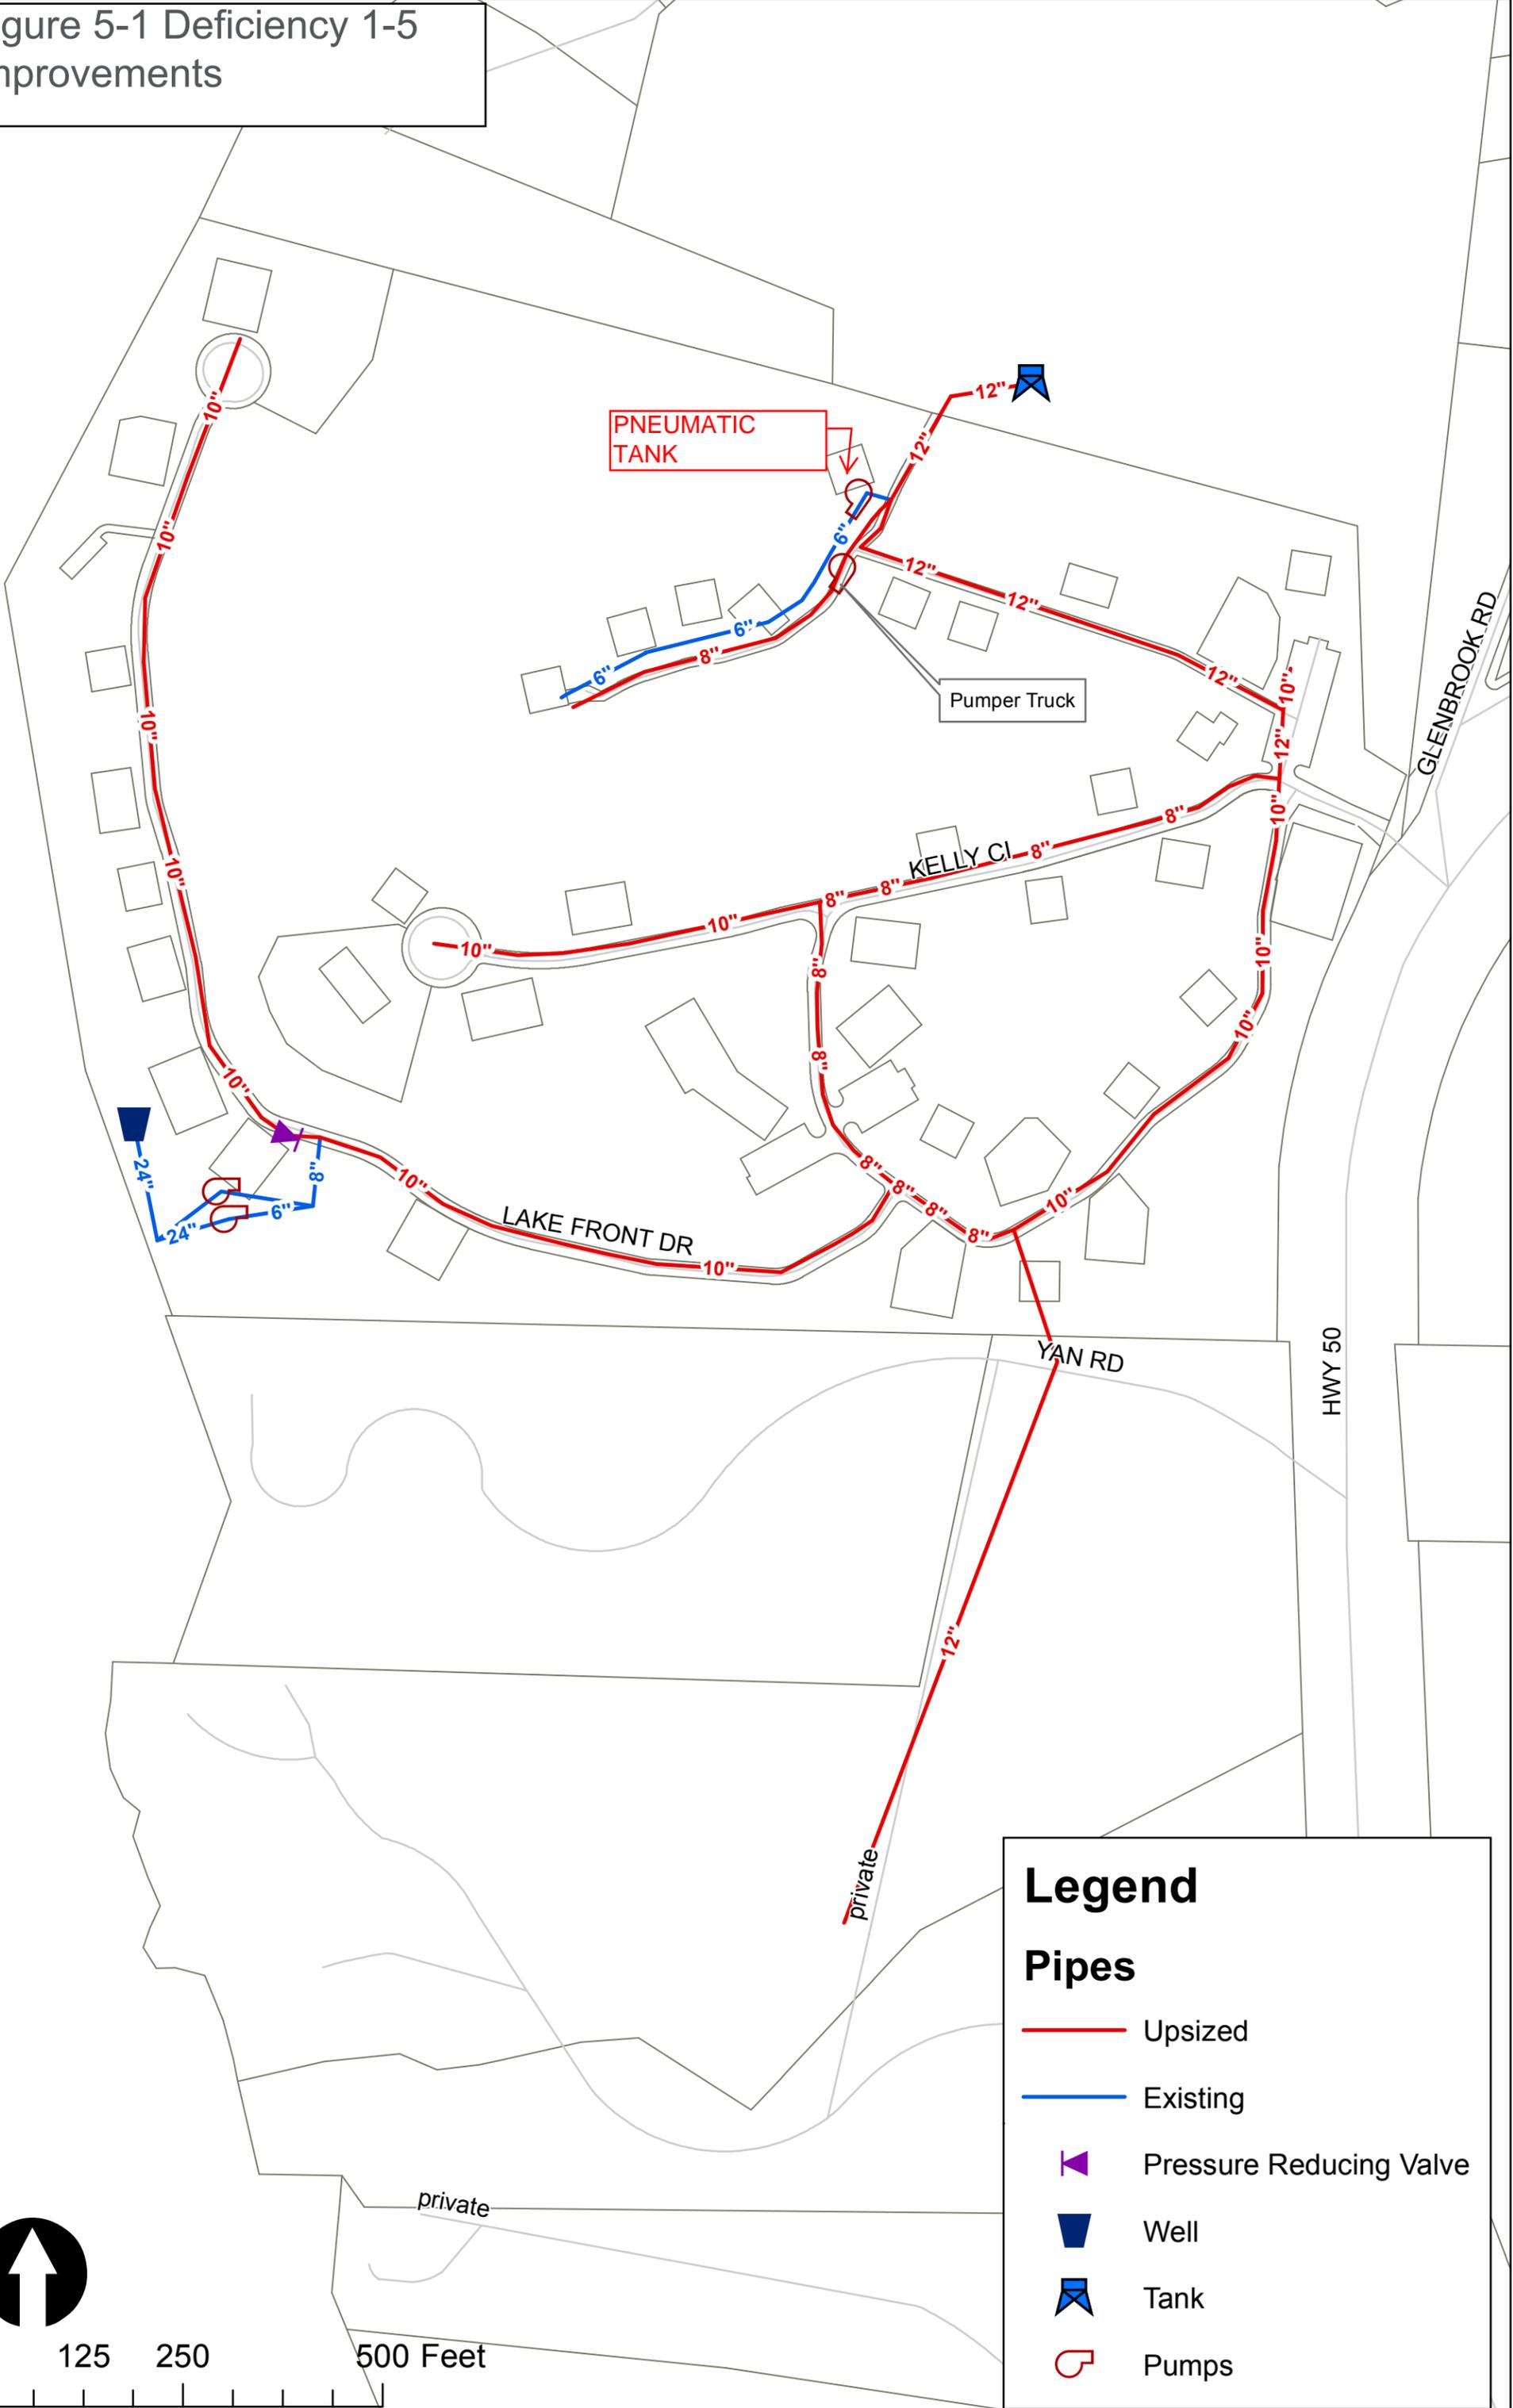 gure 5-1 Deficiency 1-5
mprovements
12"
PNEUMATIC
TANK
12"
10"
6"
10"
12"
12"
GLENBROOK RD
6"
8"
6"
12"
10"
Pumper Truck
10"
12"
10"
8"
KELLY CI
8"
10"
8"
8"
10"
10"
10"
8"
10"
8"
10"
24"
8"
10"
8"
8"
10"
6"
8"
24"
LAKE FRONT DR
8"
10"
YAN RD
HWY 50
12"
private
Legend
Pipes
Upsized
Existing
Pressure Reducing Valve
private
Well
Tank
125 250 500 Feet
Pumps